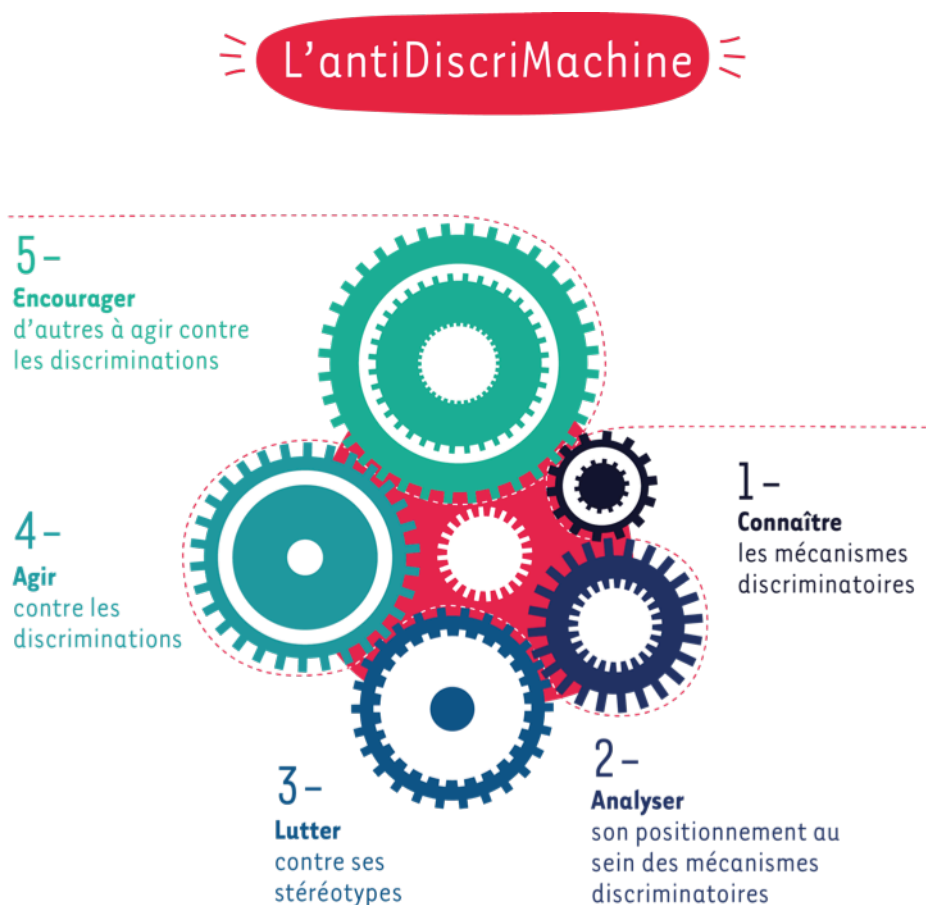 L'antiDiscriMachine
1 –
Connaître
les mécanismes
discriminatoires
2 –
Analyser
son positionnement au
sein des mécanismes
discriminatoires
3 –
Lutter
contre ses
stéréotypes
4 –
Agir
contre les
discriminations
5 –
Encourager
d'autres à agir contre
les discriminations